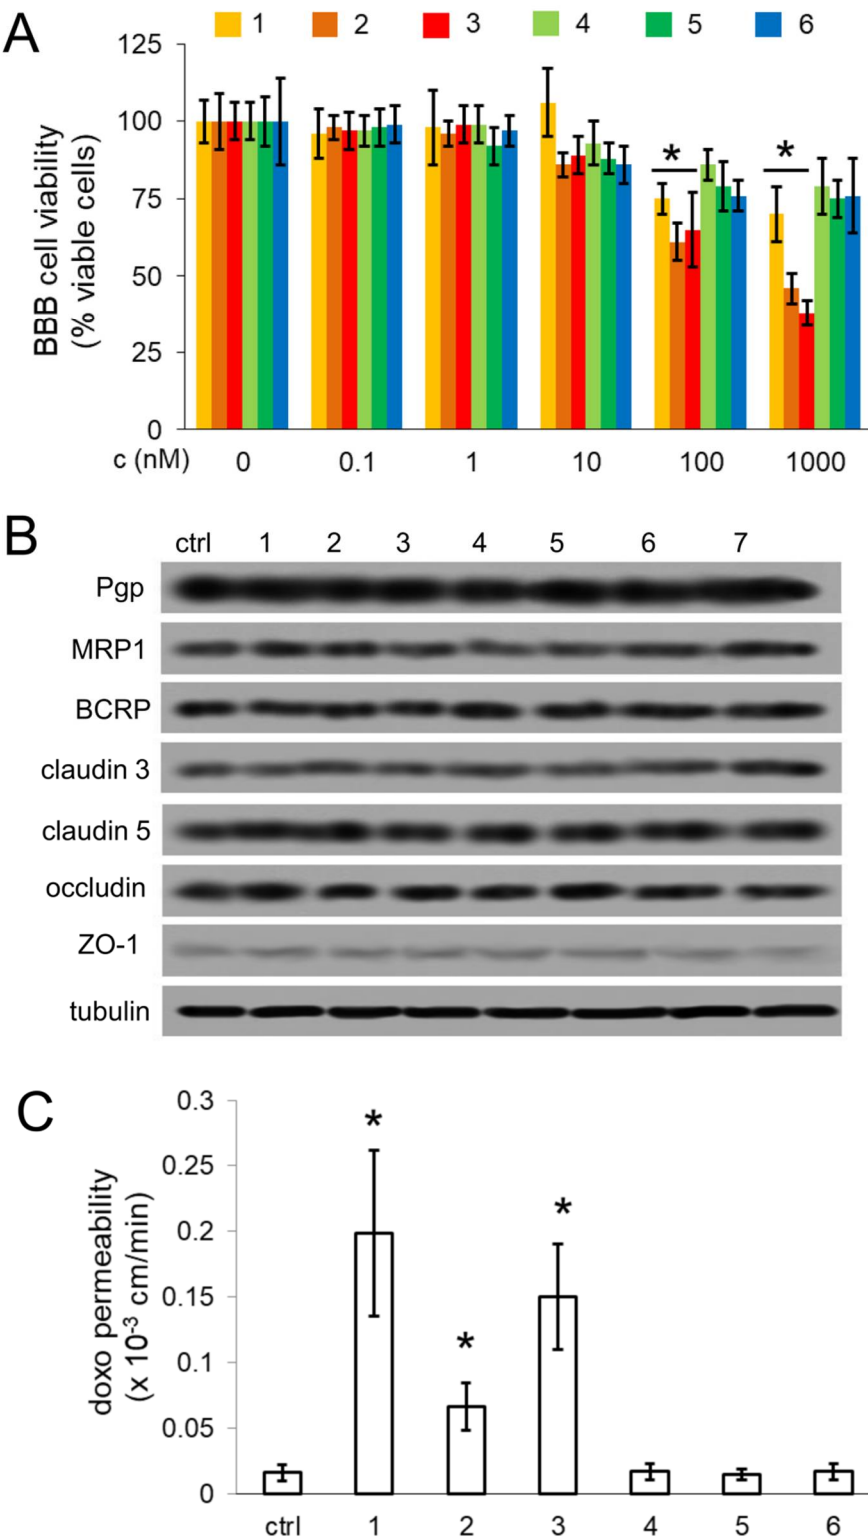 A
1 2 3 4 5 6
BBB cell viability
(% viable cells)
125
100
75
50
25
0
* *
c (nM) 0 0.1 1 10 100 1000
B
ctrl 1 2 3 4 5 6 7
Pgp
MRP1
BCRP
claudin 3
claudin 5
occludin
ZO-1
tubulin
C
doxo permeability
(x 10⁻³ cm/min)
0.3
0.25
0.2
0.15
0.1
0.05
0
* * *
ctrl 1 2 3 4 5 6